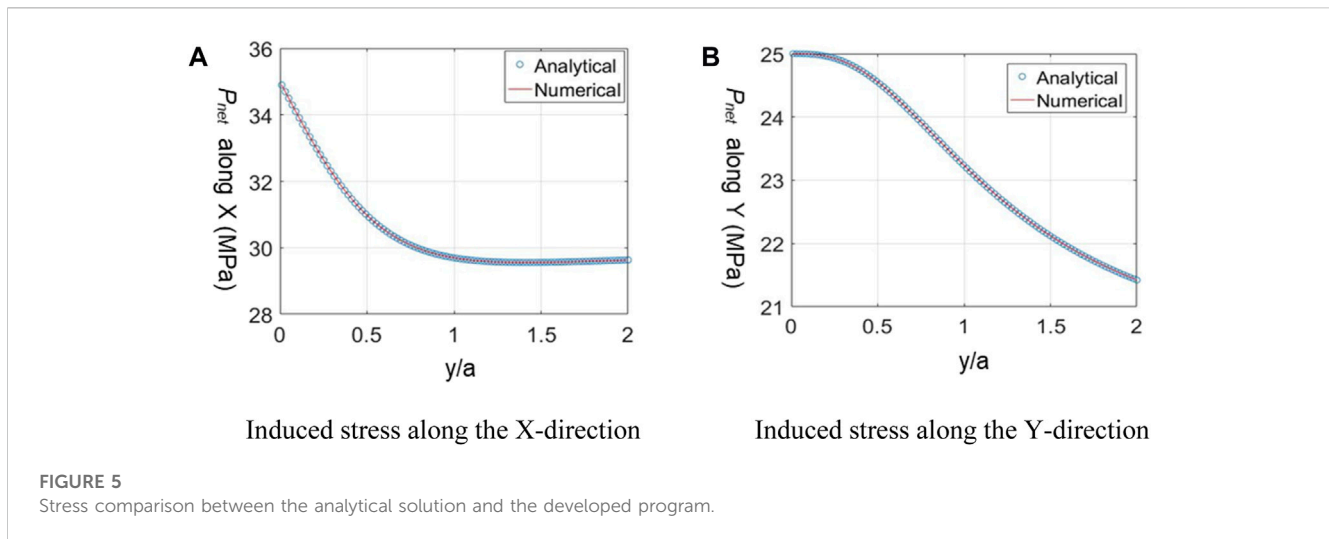 A
P_net along X (MPa)
36
34
32
30
28
Analytical
Numerical
0 0.5 1 1.5 2
y/a
Induced stress along the X-direction
B
P_net along Y (MPa)
25
24
23
22
21
Analytical
Numerical
0 0.5 1 1.5 2
y/a
Induced stress along the Y-direction
FIGURE 5
Stress comparison between the analytical solution and the developed program.